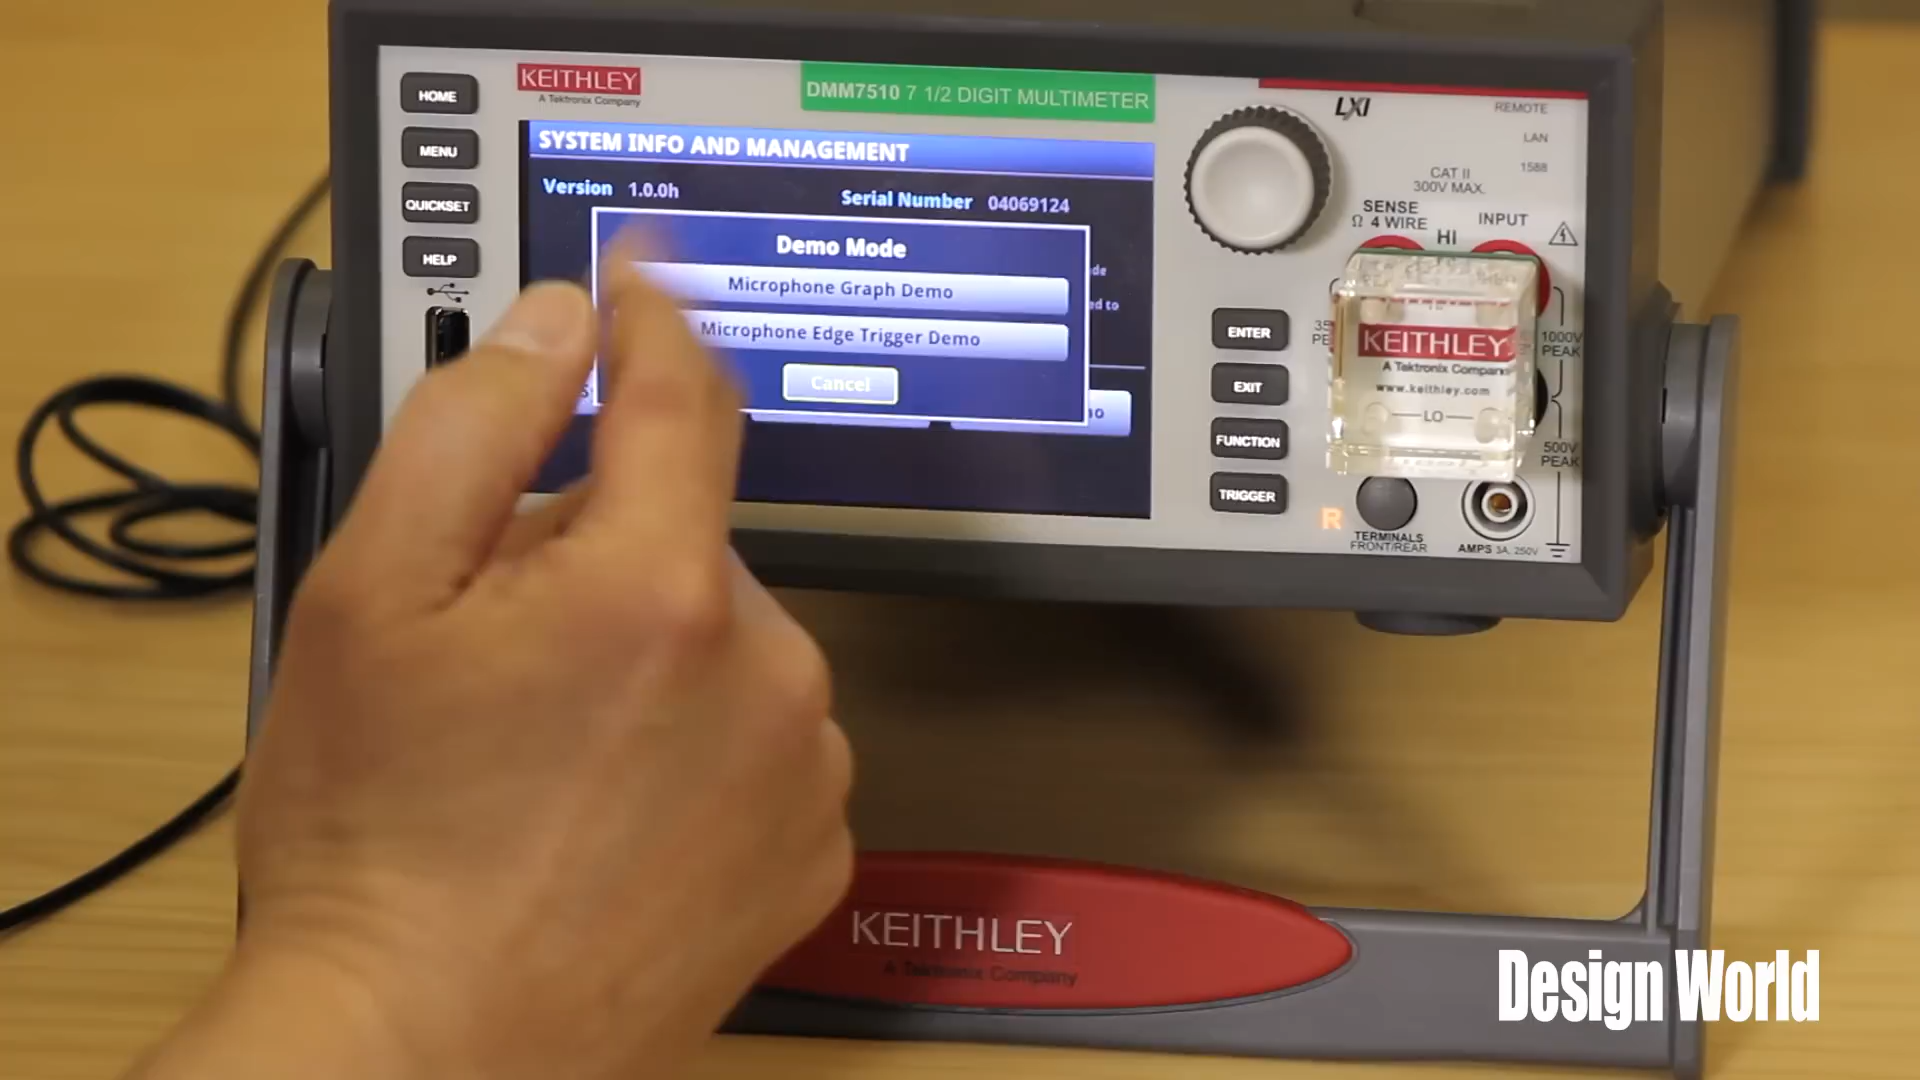 HOME
MENU
QUICKSET
HELP
KEITHLEY
A Tektronix Company
DMM7510 7 1/2 DIGIT MULTIMETER
SYSTEM INFO AND MANAGEMENT
Version 1.0.0h
Serial Number 04069124
Demo Mode
Microphone Graph Demo
Microphone Edge Trigger Demo
Cancel
LXI
REMOTE
LAN
1588
CAT II
300V MAX.
SENSE
Ω 4 WIRE
INPUT
HI
ENTER
EXIT
FUNCTION
TRIGGER
KEITHLEY
A Tektronix Company
www.keithley.com
LO
1000V
PEAK
500V
PEAK
R
TERMINALS
FRONT/REAR
AMPS 3A, 250V
KEITHLEY
A Tektronix Company
Design World